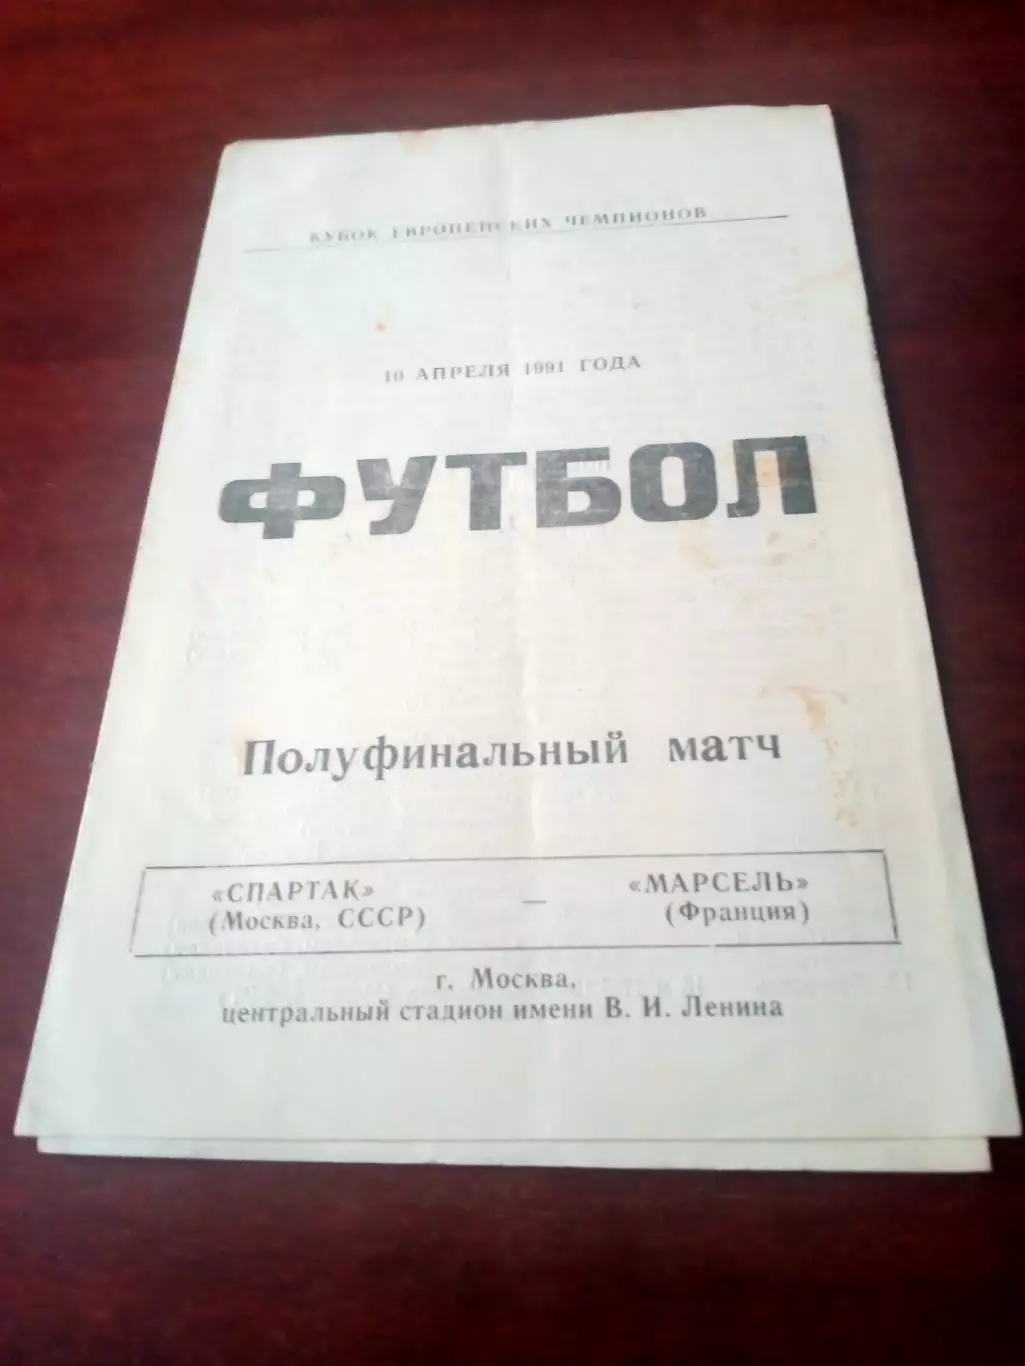 КУБОК ЕВРОПЕЙСКИХ ЧЕМПИОНОВ
10 АПРЕЛЯ 1991 ГОДА
ФУТБОЛ
Полуфинальный матч
«СПАРТАК» — «МАРСЕЛЬ»
(Москва, СССР) (Франция)
г. Москва,
центральный стадион имени В. И. Ленина